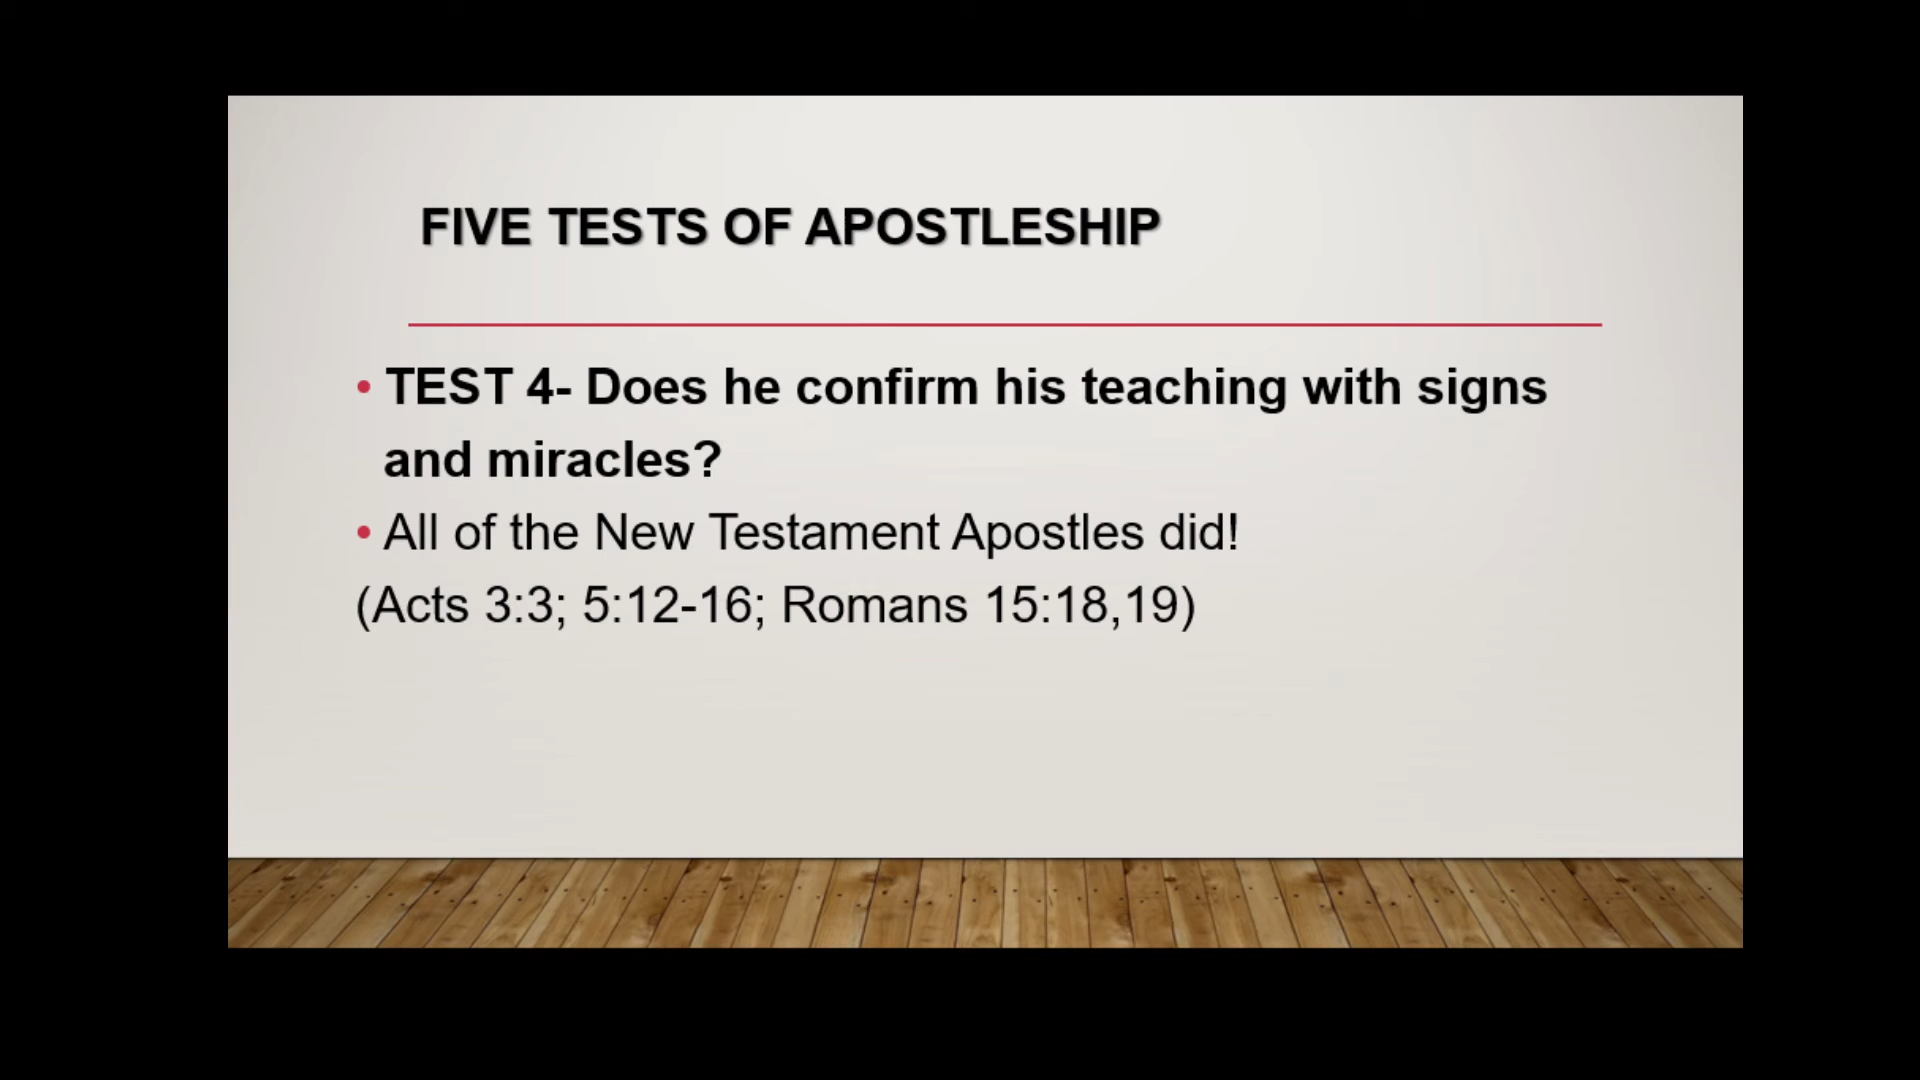 FIVE TESTS OF APOSTLESHIP
• TEST 4- Does he confirm his teaching with signs
and miracles?
• All of the New Testament Apostles did!
(Acts 3:3; 5:12-16; Romans 15:18,19)